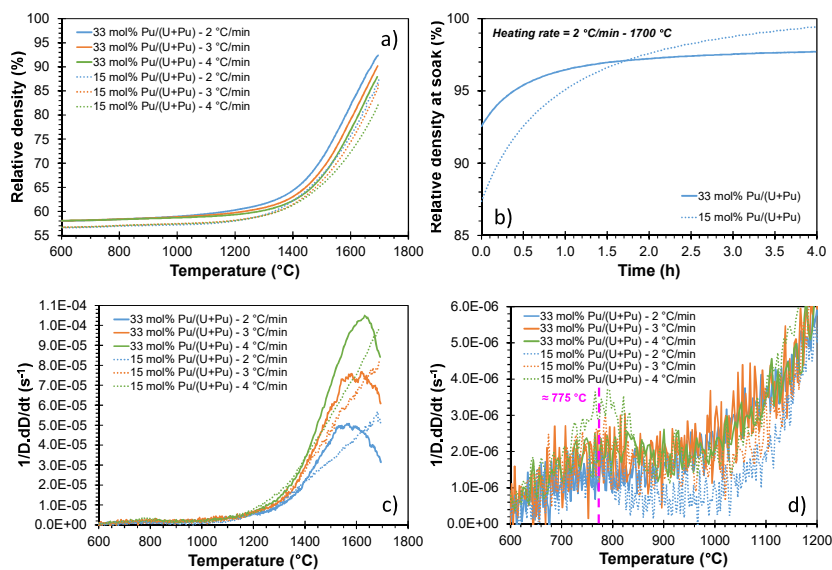 33 mol% Pu/(U+Pu) - 2 °C/min
33 mol% Pu/(U+Pu) - 3 °C/min
33 mol% Pu/(U+Pu) - 4 °C/min
15 mol% Pu/(U+Pu) - 2 °C/min
15 mol% Pu/(U+Pu) - 3 °C/min
15 mol% Pu/(U+Pu) - 4 °C/min
a)
Relative density (%)
100
95
90
85
80
75
70
65
60
55
600 800 1000 1200 1400 1600 1800
Temperature (°C)
Heating rate = 2 °C/min - 1700 °C
Relative density at soak (%)
100
97
94
91
88
85
33 mol% Pu/(U+Pu)
15 mol% Pu/(U+Pu)
b)
0.0 0.5 1.0 1.5 2.0 2.5 3.0 3.5 4.0
Time (h)
33 mol% Pu/(U+Pu) - 2 °C/min
33 mol% Pu/(U+Pu) - 3 °C/min
33 mol% Pu/(U+Pu) - 4 °C/min
15 mol% Pu/(U+Pu) - 2 °C/min
15 mol% Pu/(U+Pu) - 3 °C/min
15 mol% Pu/(U+Pu) - 4 °C/min
1/D.dD/dt (s⁻¹)
1.1E-04
1.0E-04
9.0E-05
8.0E-05
7.0E-05
6.0E-05
5.0E-05
4.0E-05
3.0E-05
2.0E-05
1.0E-05
0.0E+00
c)
600 800 1000 1200 1400 1600 1800
Temperature (°C)
33 mol% Pu/(U+Pu) - 2 °C/min
33 mol% Pu/(U+Pu) - 3 °C/min
33 mol% Pu/(U+Pu) - 4 °C/min
15 mol% Pu/(U+Pu) - 2 °C/min
15 mol% Pu/(U+Pu) - 3 °C/min
15 mol% Pu/(U+Pu) - 4 °C/min
≈ 775 °C
1/D.dD/dt (s⁻¹)
6.0E-06
5.0E-06
4.0E-06
3.0E-06
2.0E-06
1.0E-06
0.0E+00
d)
600 700 800 900 1000 1100 1200
Temperature (°C)